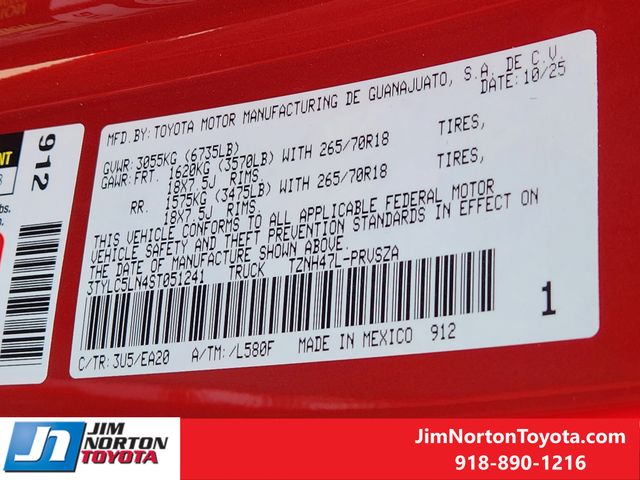 MFD. BY: TOYOTA MOTOR MANUFACTURING DE GUANAJUATO, S.A. DE C.V.
DATE: 10/25
GVWR: 3055KG (6735LB)
GAWR: FRT. 1620KG (3570LB) WITH 265/70R18 TIRES,
18X7.5J RIMS
RR. 1575KG (3475LB) WITH 265/70R18 TIRES,
18X7.5J RIMS
THIS VEHICLE CONFORMS TO ALL APPLICABLE FEDERAL MOTOR
VEHICLE SAFETY AND THEFT PREVENTION STANDARDS IN EFFECT ON
THE DATE OF MANUFACTURE SHOWN ABOVE.
3TYLC5LN4ST051241 TRUCK TZNH47L-PRVSZA
C/TR: 3U5/EA20 A/TM: /L580F MADE IN MEXICO 912
1
912
JIM
NORTON
TOYOTA
JimNortonToyota.com
918-890-1216